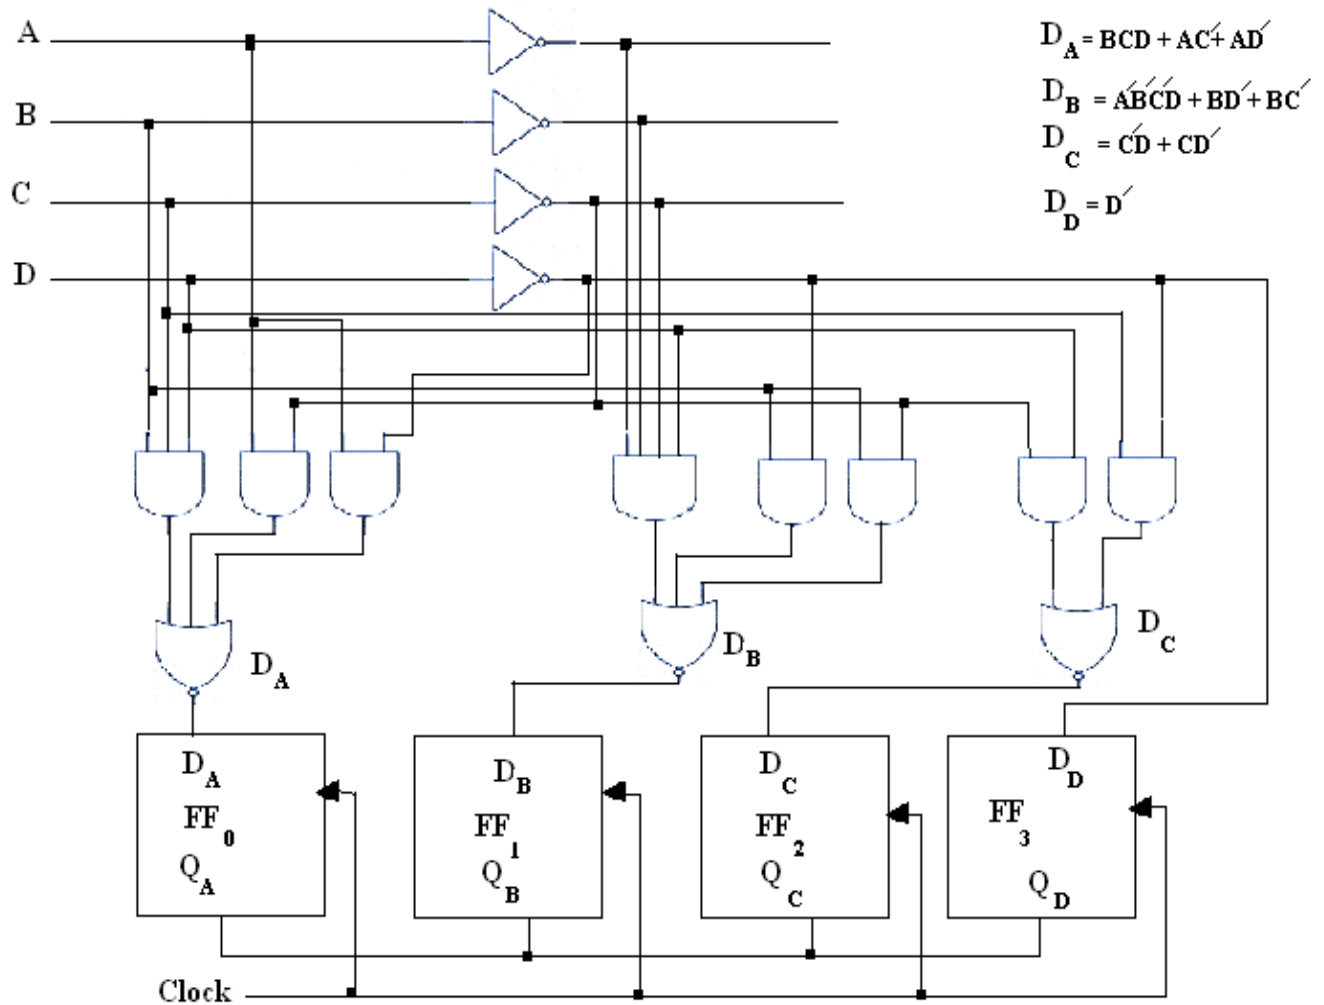 A
B
C
D
D_A = BCD + AC′ + AD′
D_B = A′B′C′D + BD′ + BC′
D_C = C′D + CD′
D_D = D′
D_A
D_B
D_C
D_A
FF_0
Q_A
D_B
FF_1
Q_B
D_C
FF_2
Q_C
D_D
FF_3
Q_D
Clock